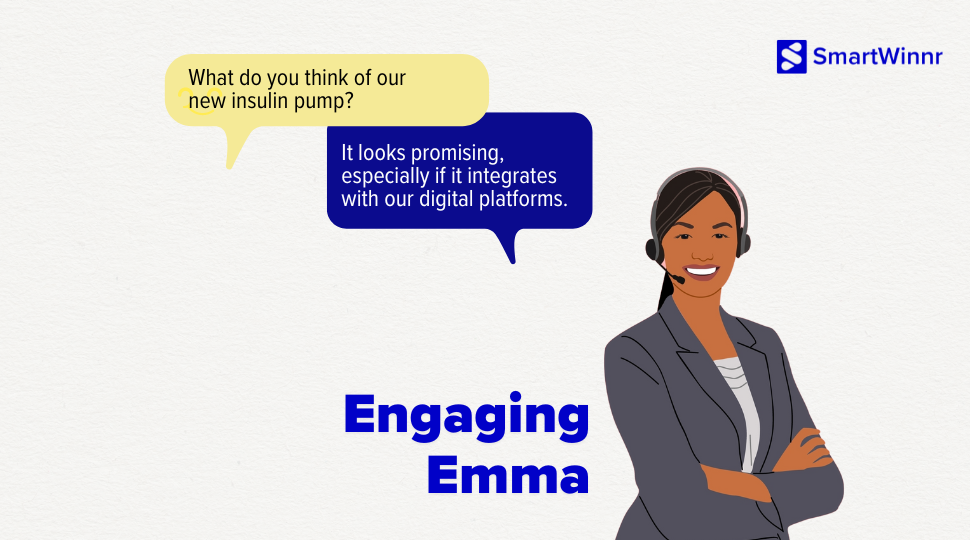 SmartWinnr
What do you think of our
new insulin pump?
It looks promising,
especially if it integrates
with our digital platforms.
Engaging
Emma